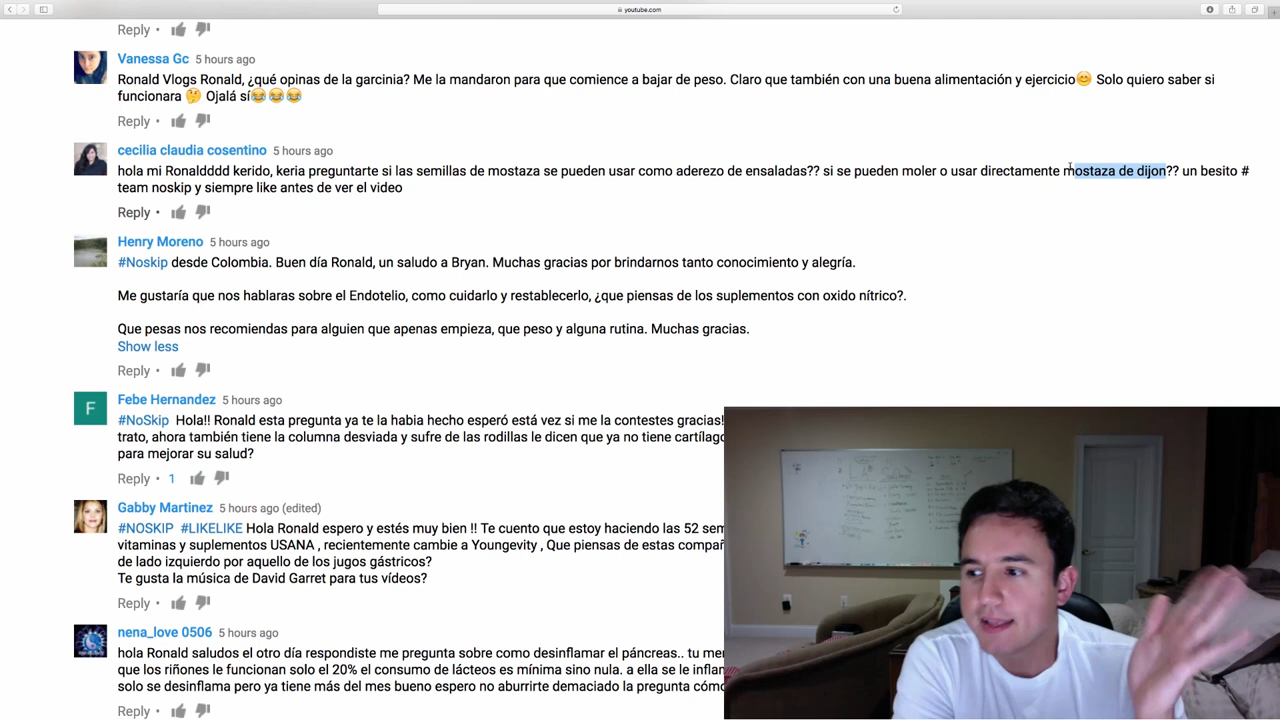 youtube.com
Reply •
Vanessa Gc 5 hours ago
Ronald Vlogs Ronald, ¿qué opinas de la garcinia? Me la mandaron para que comience a bajar de peso. Claro que también con una buena alimentación y ejercicio😊 Solo quiero saber si
funcionara 🤔 Ojalá sí😂😂😂
Reply •
cecilia claudia cosentino 5 hours ago
hola mi Ronaldddd kerido, keria preguntarte si las semillas de mostaza se pueden usar como aderezo de ensaladas?? si se pueden moler o usar directamente mostaza de dijon?? un besito #
team noskip y siempre like antes de ver el video
Reply •
Henry Moreno 5 hours ago
#Noskip desde Colombia. Buen día Ronald, un saludo a Bryan. Muchas gracias por brindarnos tanto conocimiento y alegría.
Me gustaría que nos hablaras sobre el Endotelio, como cuidarlo y restablecerlo, ¿que piensas de los suplementos con oxido nítrico?.
Que pesas nos recomiendas para alguien que apenas empieza, que peso y alguna rutina. Muchas gracias.
Show less
Reply •
F
Febe Hernandez 5 hours ago
#NoSkip Hola!! Ronald esta pregunta ya te la habia hecho esperó está vez si me la contestes gracias!
trato, ahora también tiene la columna desviada y sufre de las rodillas le dicen que ya no tiene cartílago
para mejorar su salud?
Reply • 1
Gabby Martinez 5 hours ago (edited)
#NOSKIP #LIKELIKE Hola Ronald espero y estés muy bien !! Te cuento que estoy haciendo las 52 sem
vitaminas y suplementos USANA , recientemente cambie a Youngevity , Que piensas de estas compañ
de lado izquierdo por aquello de los jugos gástricos?
Te gusta la música de David Garret para tus vídeos?
Reply •
nena_love 0506 5 hours ago
hola Ronald saludos el otro día respondiste me pregunta sobre como desinflamar el páncreas.. tu mer
que los riñones le funcionan solo el 20% el consumo de lácteos es mínima sino nula. a ella se le inflam
solo se desinflama pero ya tiene más del mes bueno espero no aburrirte demaciado la pregunta cómo
Reply •